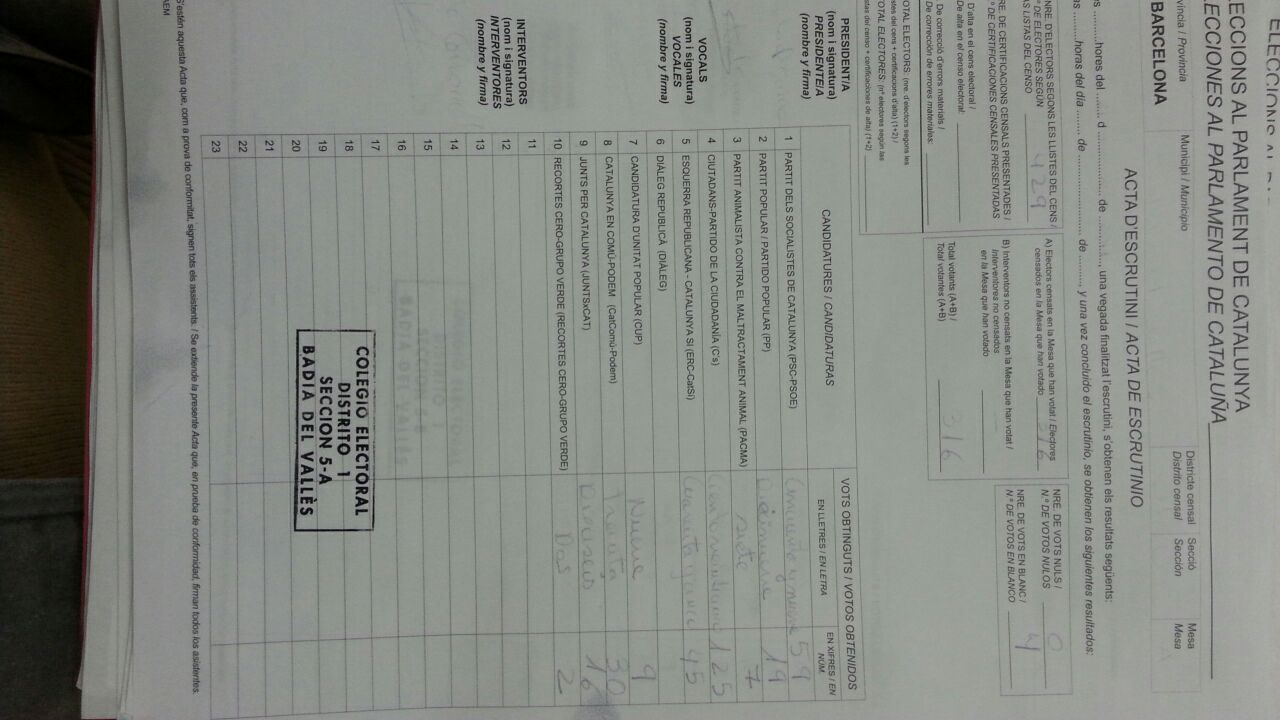 ELECCIONS AL PARLAMENT DE CATALUNYA
ELECCIONES AL PARLAMENTO DE CATALUÑA
Província / Provincia
Municipi / Municipio
Districte censal
Distrito censal
Secció
Sección
Mesa
Mesa
BARCELONA
ACTA D'ESCRUTINI / ACTA DE ESCRUTINIO
hores del d de una vegada finalitzat l'escrutini, s'obtenen els resultats següents:
horas del día de de y una vez concluido el escrutinio, se obtienen los siguientes resultados:
NRE. D'ELECTORS SEGONS LES LLISTES DEL CENS /
N.º DE ELECTORES SEGÚN
LAS LISTAS DEL CENSO 429
NRE. DE CERTIFICACIONS CENSALS PRESENTADES /
N.º DE CERTIFICACIONES CENSALES PRESENTADAS
D'alta en el cens electoral /
De alta en el censo electoral:
De correcció d'errors materials /
De corrección de errores materiales:
TOTAL ELECTORS: (nre. d'electors segons les
llistes del cens + certificacions d'alta) (1+2) /
TOTAL ELECTORES: (nº electores según las
listas del censo + certificaciones de alta) (1+2)
A) Electors censats en la Mesa que han votat / Electores
censados en la Mesa que han votado 316
B) Interventors no censats en la Mesa que han votat /
Interventores no censados
en la Mesa que han votado
Total votants (A+B) /
Total votantes (A+B) 316
NRE. DE VOTS NULS /
N.º DE VOTOS NULOS 0
NRE. DE VOTS EN BLANC /
N.º DE VOTOS EN BLANCO 4
PRESIDENT/A
(nom i signatura)
PRESIDENTE/A
(nombre y firma)
VOCALS
(nom i signatura)
VOCALES
(nombre y firma)
INTERVENTORS
(nom i signatura)
INTERVENTORES
(nombre y firma)
CANDIDATURES / CANDIDATURAS
VOTS OBTINGUTS / VOTOS OBTENIDOS
EN LLETRES / EN LETRA
EN XIFRES / EN NÚM.
1 PARTIT DELS SOCIALISTES DE CATALUNYA (PSC-PSOE) 59
2 PARTIT POPULAR / PARTIDO POPULAR (PP) 19
3 PARTIT ANIMALISTA CONTRA EL MALTRACTAMENT ANIMAL (PACMA) siete 7
4 CIUTADANS-PARTIDO DE LA CIUDADANÍA (C's) 125
5 ESQUERRA REPUBLICANA - CATALUNYA SÍ (ERC-CatSí) 45
6 DIÀLEG REPUBLICÀ (DIÀLEG)
7 CANDIDATURA D'UNITAT POPULAR (CUP) Nueve 9
8 CATALUNYA EN COMÚ-PODEM (CatComú-Podem) Treinta 30
9 JUNTS PER CATALUNYA (JUNTSxCAT) Dieciseis 16
10 RECORTES CERO-GRUPO VERDE (RECORTES CERO-GRUPO VERDE) Dos 2
11
12
13
14
15
16
17
18
19
20
21
22
23
COLEGIO ELECTORAL
DISTRITO 1
SECCION 5-A
BADIA DEL VALLÈS
S'estén aquesta Acta que, com a prova de conformitat, signen tots els assistents. / Se extiende la presente Acta que, en prueba de conformidad, firman todos los asistentes.